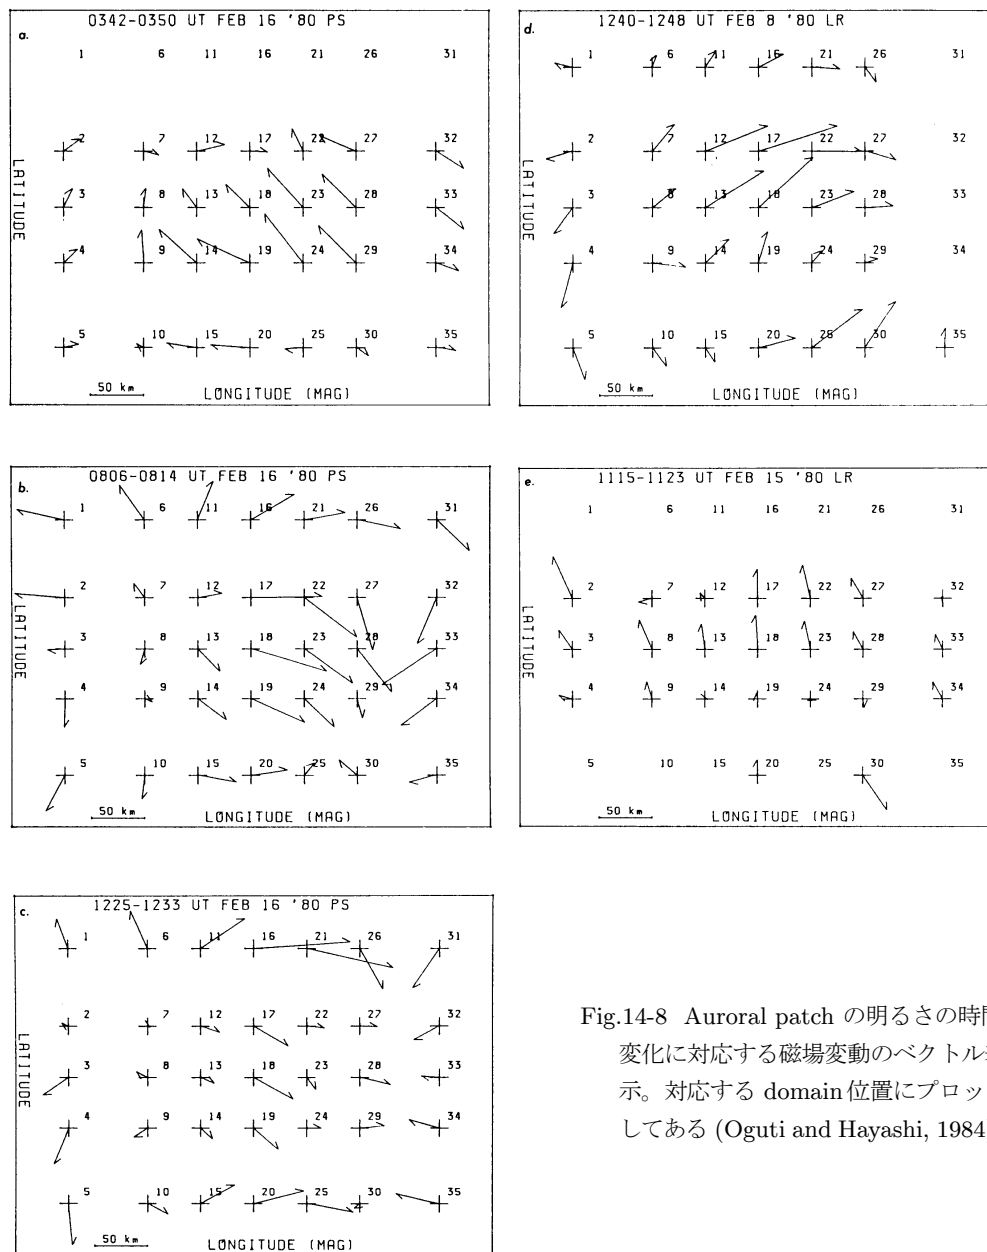 a.
0342-0350 UT FEB 16 '80 PS
1 6 11 16 21 26 31
2 7 12 17 22 27 32
3 8 13 18 23 28 33
4 9 14 19 24 29 34
5 10 15 20 25 30 35
LATITUDE
50 km
LONGITUDE (MAG)
d.
1240-1248 UT FEB 8 '80 LR
1 6 11 16 21 26 31
2 7 12 17 22 27 32
3 8 13 18 23 28 33
4 9 14 19 24 29 34
5 10 15 20 25 30 35
LATITUDE
50 km
LONGITUDE (MAG)
b.
0806-0814 UT FEB 16 '80 PS
1 6 11 16 21 26 31
2 7 12 17 22 27 32
3 8 13 18 23 28 33
4 9 14 19 24 29 34
5 10 15 20 25 30 35
LATITUDE
50 km
LONGITUDE (MAG)
e.
1115-1123 UT FEB 15 '80 LR
1 6 11 16 21 26 31
2 7 12 17 22 27 32
3 8 13 18 23 28 33
4 9 14 19 24 29 34
5 10 15 20 25 30 35
LATITUDE
50 km
LONGITUDE (MAG)
c.
1225-1233 UT FEB 16 '80 PS
1 6 11 16 21 26 31
2 7 12 17 22 27 32
3 8 13 18 23 28 33
4 9 14 19 24 29 34
5 10 15 20 25 30 35
LATITUDE
50 km
LONGITUDE (MAG)
Fig.14-8 Auroral patch の明るさの時間
変化に対応する磁場変動のベクトル
示。対応する domain位置にプロッ
してある (Oguti and Hayashi, 1984